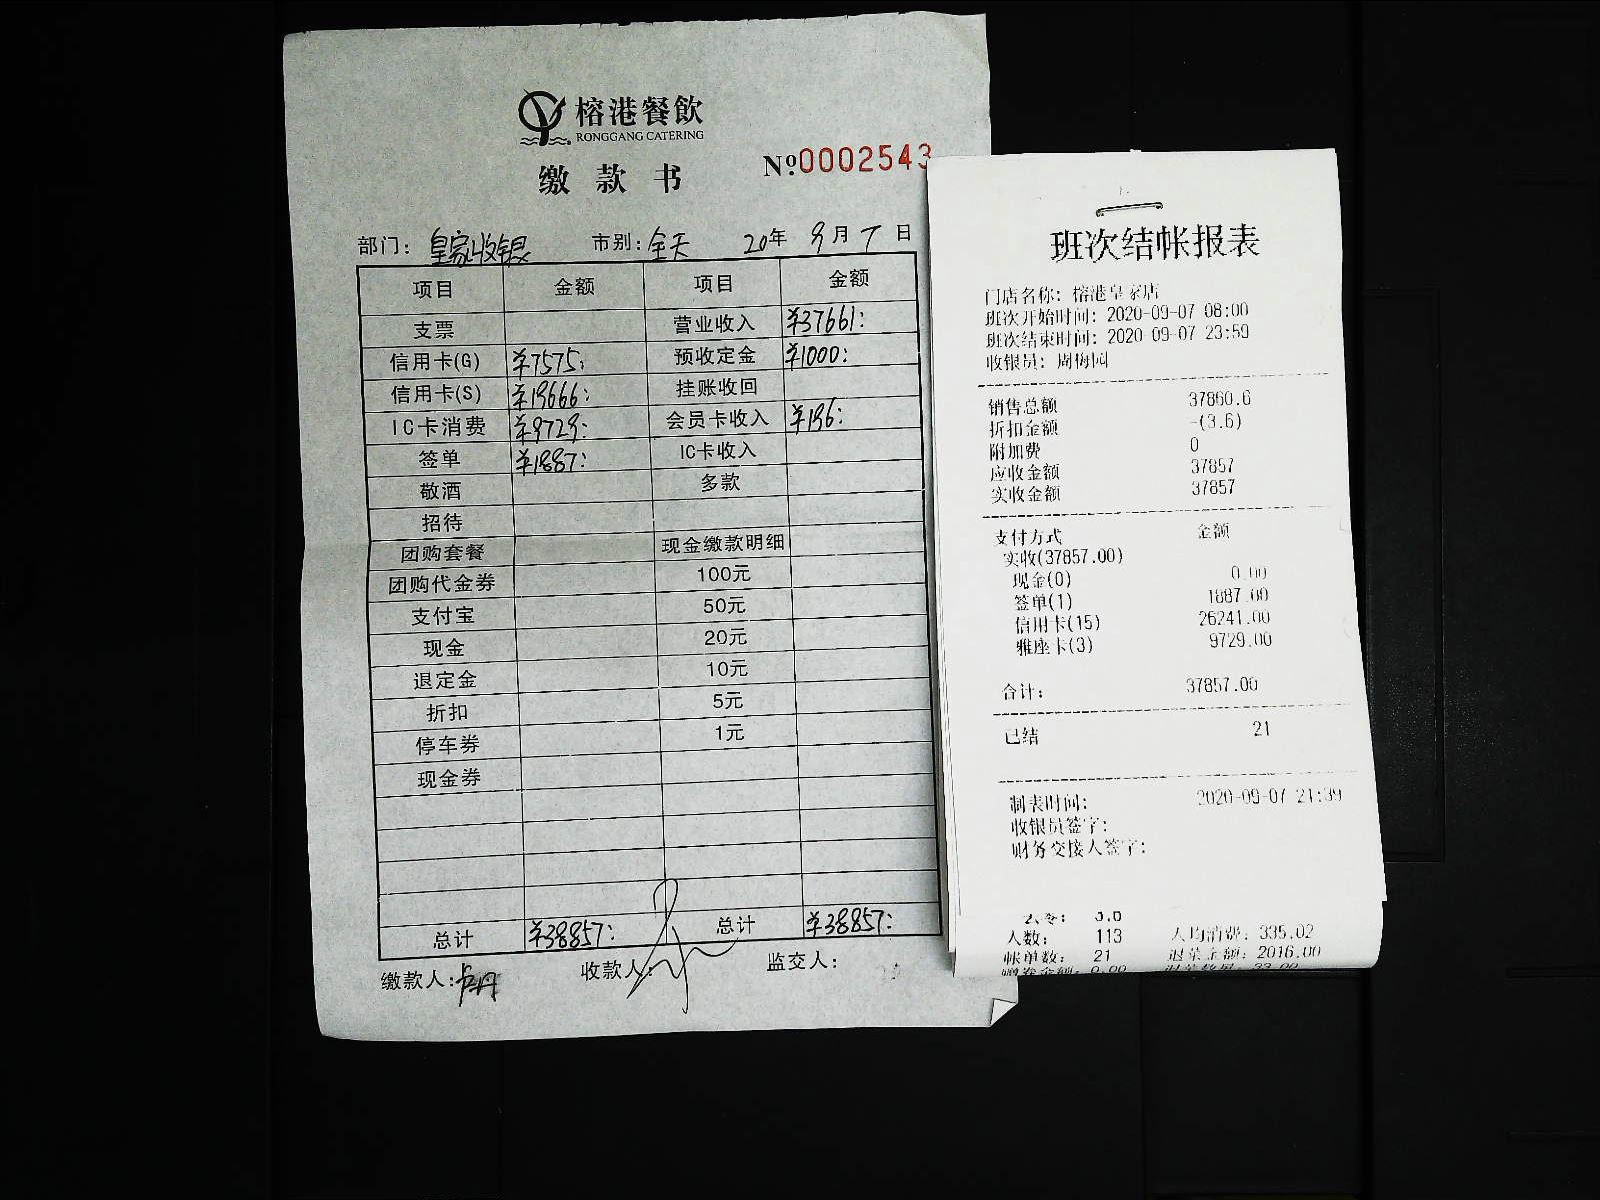 榕港餐飲
RONGGANG CATERING
缴款书
№0002543
部门：皇家收银 市别：全天 20年9月7日
项目 金额 项目 金额
支票 营业收入 ¥37661:
信用卡(G) ¥7575: 预收定金 ¥1000:
信用卡(S) ¥19666: 挂账收回
IC卡消费 ¥9729: 会员卡收入 ¥196:
签单 ¥1887: IC卡收入
敬酒 多款
招待
团购套餐 现金缴款明细
团购代金券 100元
支付宝 50元
现金 20元
退定金 10元
折扣 5元
停车券 1元
现金券
总计 ¥38857: 总计 ¥38857:
缴款人: 收款人: 监交人:
班次结帐报表
门店名称: 榕港皇家店
班次开始时间: 2020-09-07 08:00
班次结束时间: 2020-09-07 23:59
收银员: 周梅园
销售总额 37860.6
折扣金额 -(3.6)
附加费 0
应收金额 37857
实收金额 37857
支付方式 金额
实收(37857.00)
现金(0) 0.00
签单(1) 1887.00
信用卡(15) 26241.00
雅座卡(3) 9729.00
合计: 37857.00
已结 21
制表时间: 2020-09-07 21:39
收银员签字:
财务交接人签字:
人数: 113 人均消费: 335.02
帐单数: 21 退菜金额: 2016.00